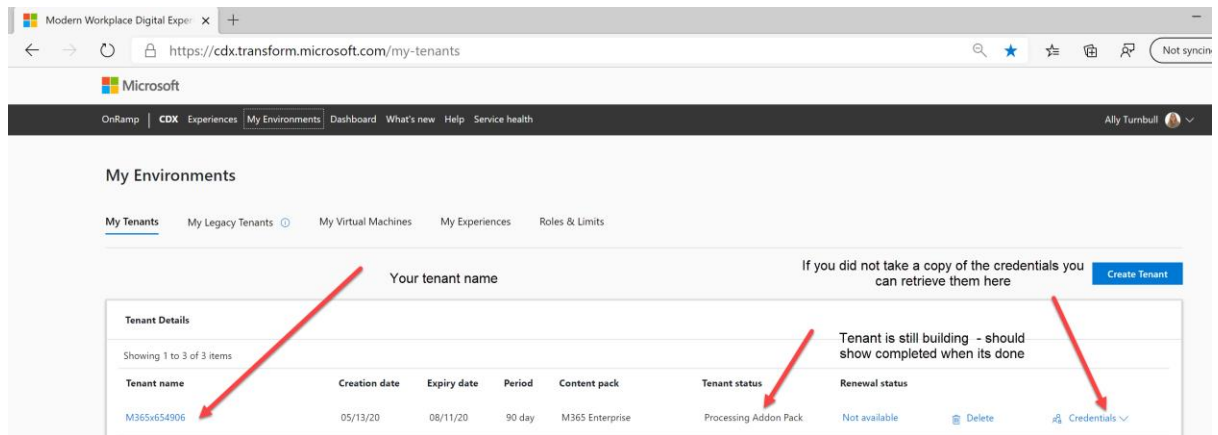 Modern Workplace Digital Exper
https://cdx.transform.microsoft.com/my-tenants
Not syncin
Microsoft
OnRamp | CDX Experiences My Environments Dashboard What's new Help Service health Ally Turnbull
My Environments
My Tenants My Legacy Tenants My Virtual Machines My Experiences Roles & Limits
Your tenant name
If you did not take a copy of the credentials you
can retrieve them here
Create Tenant
Tenant Details
Tenant is still building - should
show completed when its done
Showing 1 to 3 of 3 items
Tenant name Creation date Expiry date Period Content pack Tenant status Renewal status
M365x654906 05/13/20 08/11/20 90 day M365 Enterprise Processing Addon Pack Not available Delete Credentials